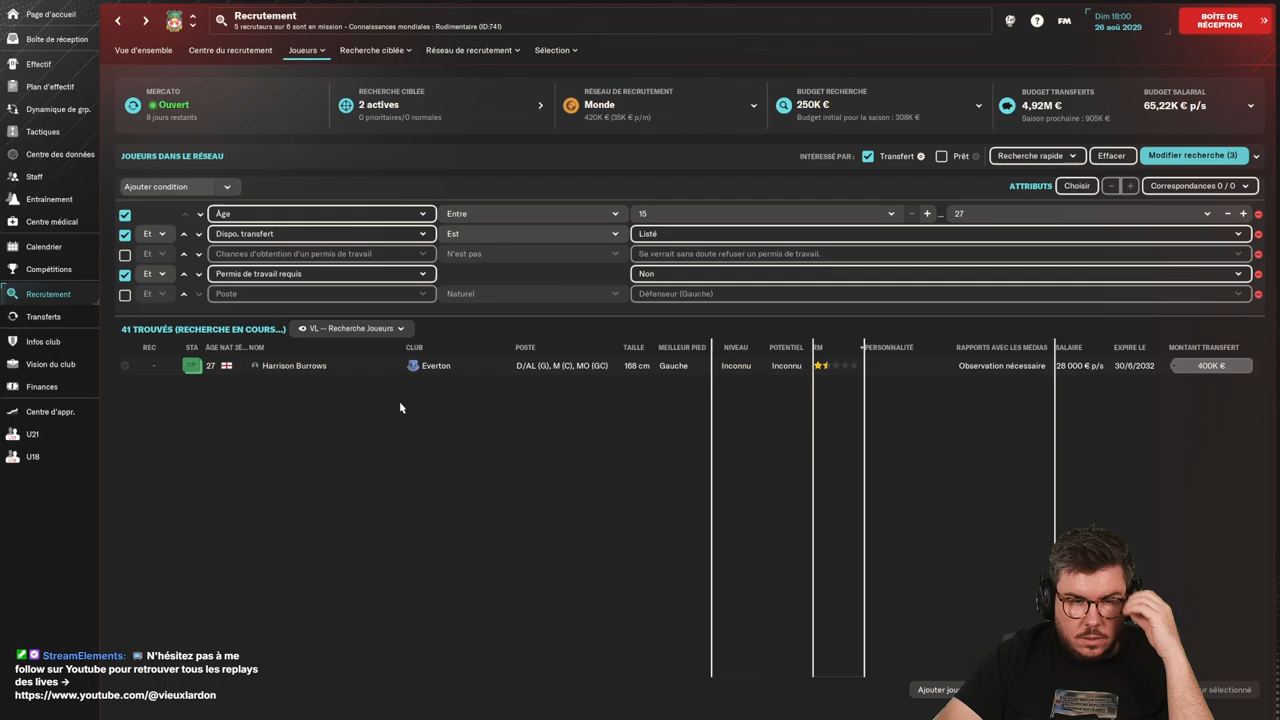 Page d'accueil
Boîte de réception
Effectif
Plan d'effectif
Dynamique de grp.
Tactiques
Centre des données
Staff
Entraînement
Centre médical
Calendrier
Compétitions
Recrutement
Transferts
Infos club
Vision du club
Finances
Centre d'appr.
U21
U18
Recrutement
5 recruteurs sur 6 sont en mission - Connaissances mondiales : Rudimentaire (ID:741)
FM
Dim 18:00
26 août 2029
BOÎTE DE RÉCEPTION
Vue d'ensemble Centre du recrutement Joueurs Recherche ciblée Réseau de recrutement Sélection
MERCATO
Ouvert
8 jours restants
RECHERCHE CIBLÉE
2 actives
0 prioritaires/0 normales
RÉSEAU DE RECRUTEMENT
Monde
420K € (35K € p/m)
BUDGET RECHERCHE
250K €
Budget initial pour la saison : 308K €
BUDGET TRANSFERTS
4,92M €
Saison prochaine : 905K €
BUDGET SALARIAL
65,22K € p/s
JOUEURS DANS LE RÉSEAU
INTÉRESSÉ PAR : Transfert Prêt Recherche rapide Effacer Modifier recherche (3)
Ajouter condition
ATTRIBUTS Choisir - + Correspondances 0 / 0
Âge Entre 15 - + ... 27 - +
Et Dispo. transfert Est Listé
Et Chances d'obtention d'un permis de travail N'est pas Se verrait sans doute refuser un permis de travail.
Et Permis de travail requis Non
Et Poste Naturel Défenseur (Gauche)
41 TROUVÉS (RECHERCHE EN COURS...) VL -- Recherche Joueurs
REC STA ÂGE NAT 2È... NOM CLUB POSTE TAILLE MEILLEUR PIED NIVEAU POTENTIEL RM PERSONNALITÉ RAPPORTS AVEC LES MÉDIAS SALAIRE EXPIRE LE MONTANT TRANSFERT
- Off 27 Harrison Burrows Everton D/AL (G), M (C), MO (GC) 168 cm Gauche Inconnu Inconnu Observation nécessaire 28 000 € p/s 30/6/2032 400K €
StreamElements: N'hésitez pas à me
follow sur Youtube pour retrouver tous les replays
des lives →
https://www.youtube.com/@vieuxlardon
Ajouter jou
sélectionné